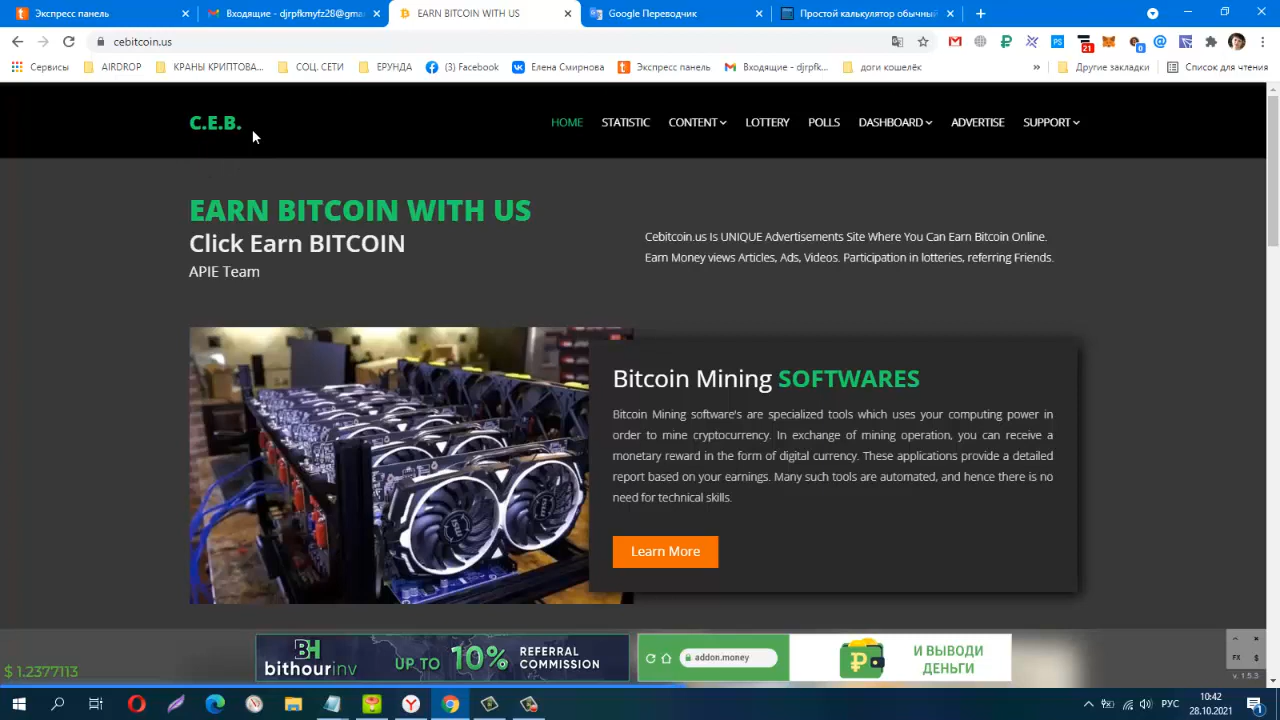 Экспресс панель
Входящие - djrpfkmyfz28@gma
EARN BITCOIN WITH US
Google Переводчик
Простой калькулятор обычный
cebitcoin.us
21
0
Сервисы
AIRDROP
КРАНЫ КРИПТОВА...
СОЦ. СЕТИ
ЕРУНДА
(3) Facebook
Елена Смирнова
Экспресс панель
Входящие - djrpfk...
доги кошелёк
»
Другие закладки
Список для чтения
C.E.B.
HOME
STATISTIC
CONTENT
LOTTERY
POLLS
DASHBOARD
ADVERTISE
SUPPORT
EARN BITCOIN WITH US
Click Earn BITCOIN
APIE Team
Cebitcoin.us Is UNIQUE Advertisements Site Where You Can Earn Bitcoin Online.
Earn Money views Articles, Ads, Videos. Participation in lotteries, referring Friends.
Bitcoin Mining SOFTWARES
Bitcoin Mining software's are specialized tools which uses your computing power in
order to mine cryptocurrency. In exchange of mining operation, you can receive a
monetary reward in the form of digital currency. These applications provide a detailed
report based on your earnings. Many such tools are automated, and hence there is no
need for technical skills.
Learn More
BH
bithourinv
UP TO 10% REFERRAL
COMMISSION
addon.money
И ВЫВОДИ
ДЕНЬГИ
$ 1.2377113
FX
$
v. 1.5.3
РУС
10:42
28.10.2021